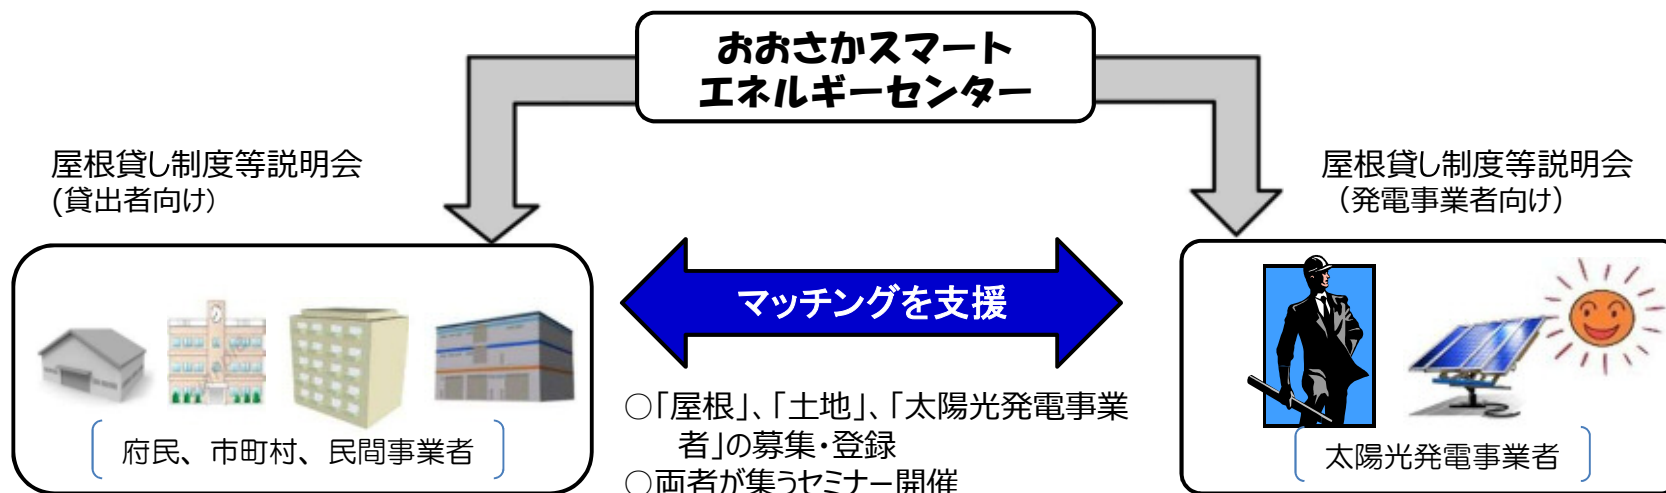 おおさかスマート
エネルギーセンター
屋根貸し制度等説明会
(貸出者向け)
屋根貸し制度等説明会
（発電事業者向け）
マッチングを支援
府民、市町村、民間事業者
○「屋根」、「土地」、「太陽光発電事業
者」の募集・登録
○両者が集うセミナー開催
太陽光発電事業者